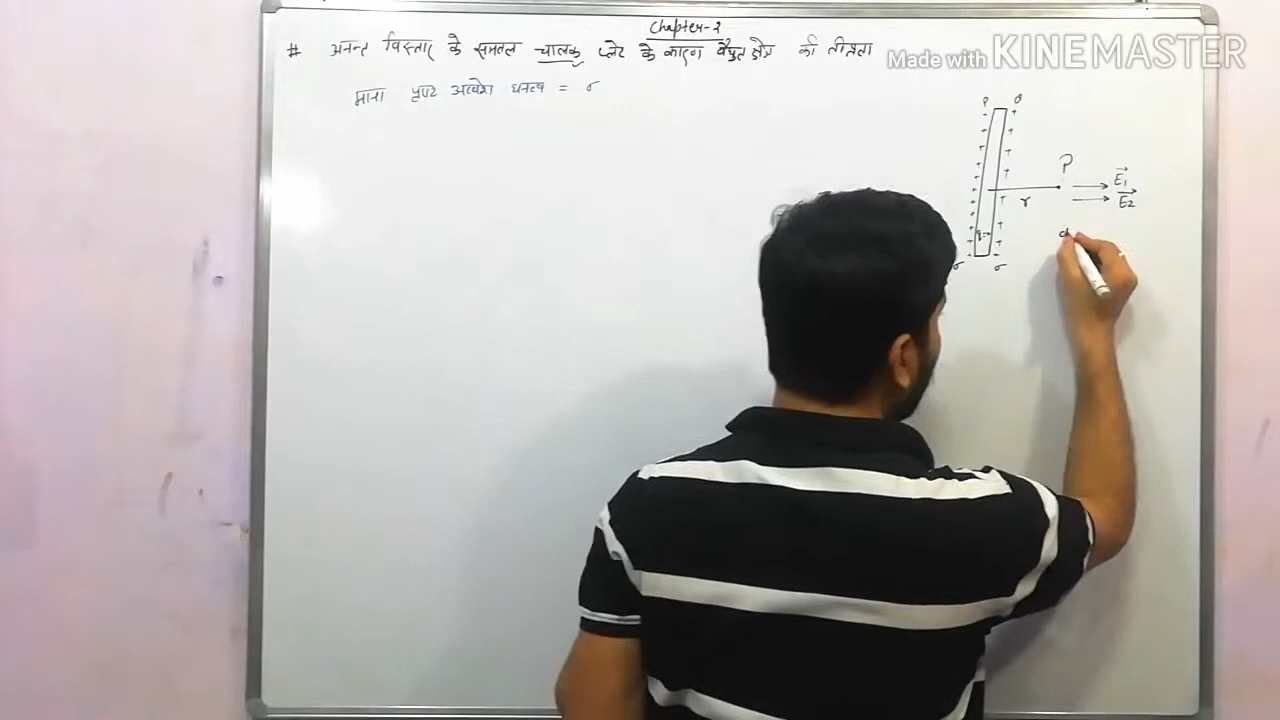 Chapter-2
# अनन्त विस्तार के समतल चालक प्लेट के कारण वैद्युत क्षेत्र की तीव्रता
Made with KINEMASTER
माना पृष्ठ आवेश घनत्व = σ
P
E₁
E₂
r
σ
σ